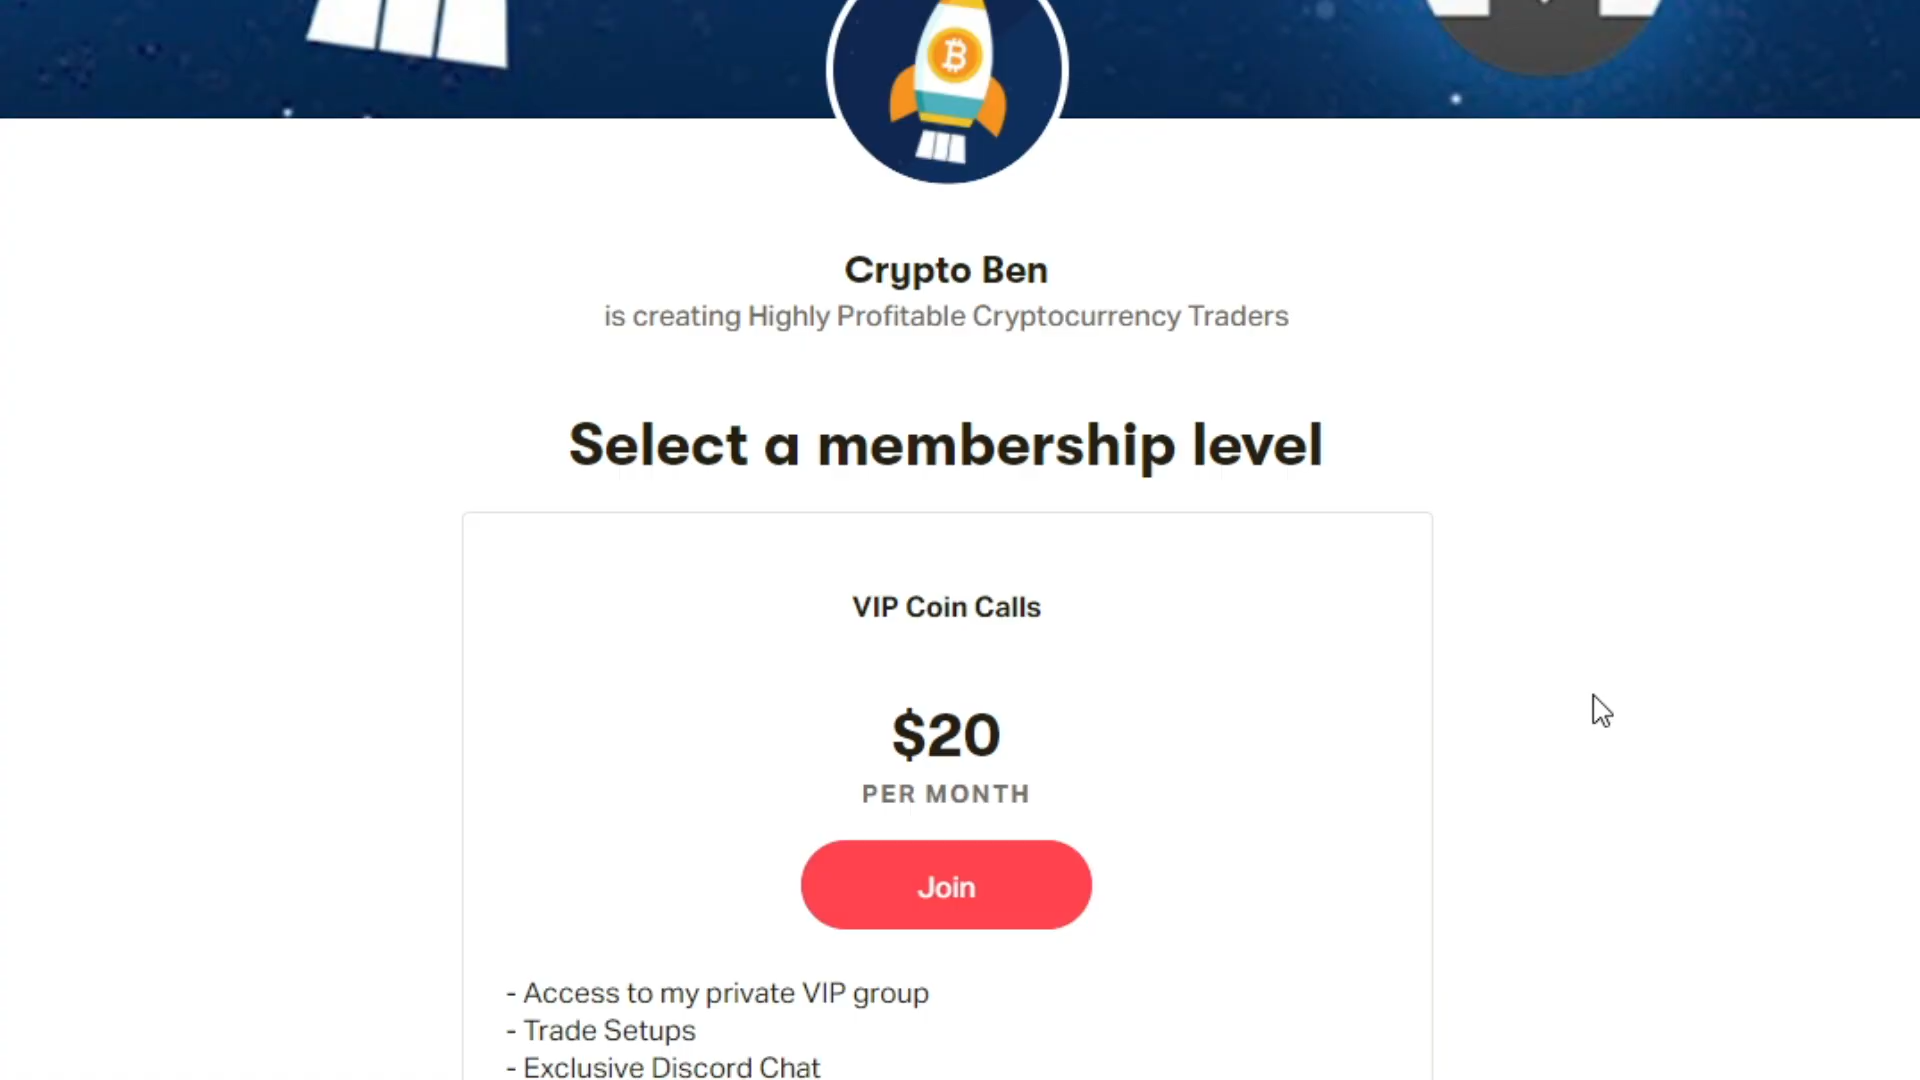 Crypto Ben
is creating Highly Profitable Cryptocurrency Traders
Select a membership level
VIP Coin Calls
$20
PER MONTH
Join
- Access to my private VIP group
- Trade Setups
- Exclusive Discord Chat